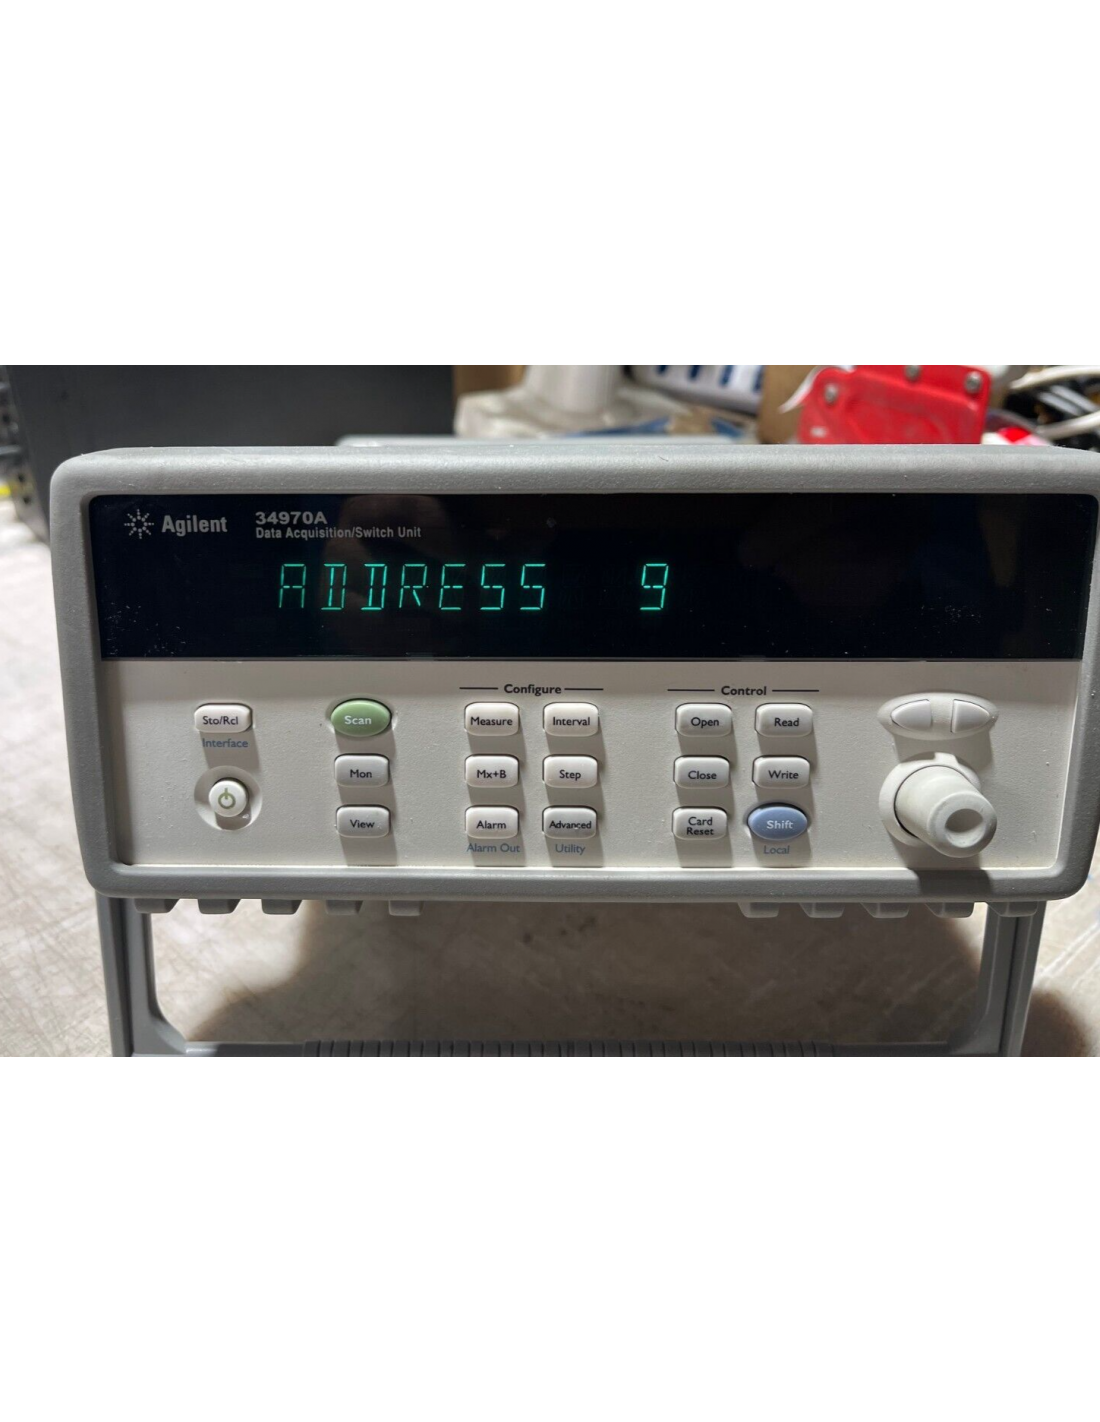 Agilent 34970A
Data Acquisition/Switch Unit
ADDRESS 9
Configure Control
Sto/Rcl Scan Measure Interval Open Read
Interface
Mon Mx+B Step Close Write
View Alarm Advanced Card Reset Shift
Alarm Out Utility Local